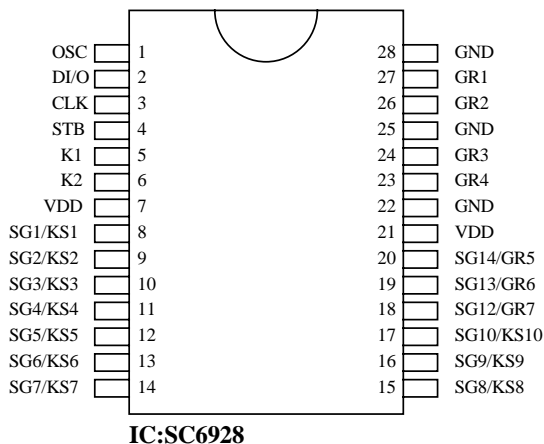 OSC 1 28 GND
DI/O 2 27 GR1
CLK 3 26 GR2
STB 4 25 GND
K1 5 24 GR3
K2 6 23 GR4
VDD 7 22 GND
SG1/KS1 8 21 VDD
SG2/KS2 9 20 SG14/GR5
SG3/KS3 10 19 SG13/GR6
SG4/KS4 11 18 SG12/GR7
SG5/KS5 12 17 SG10/KS10
SG6/KS6 13 16 SG9/KS9
SG7/KS7 14 15 SG8/KS8
IC:SC6928